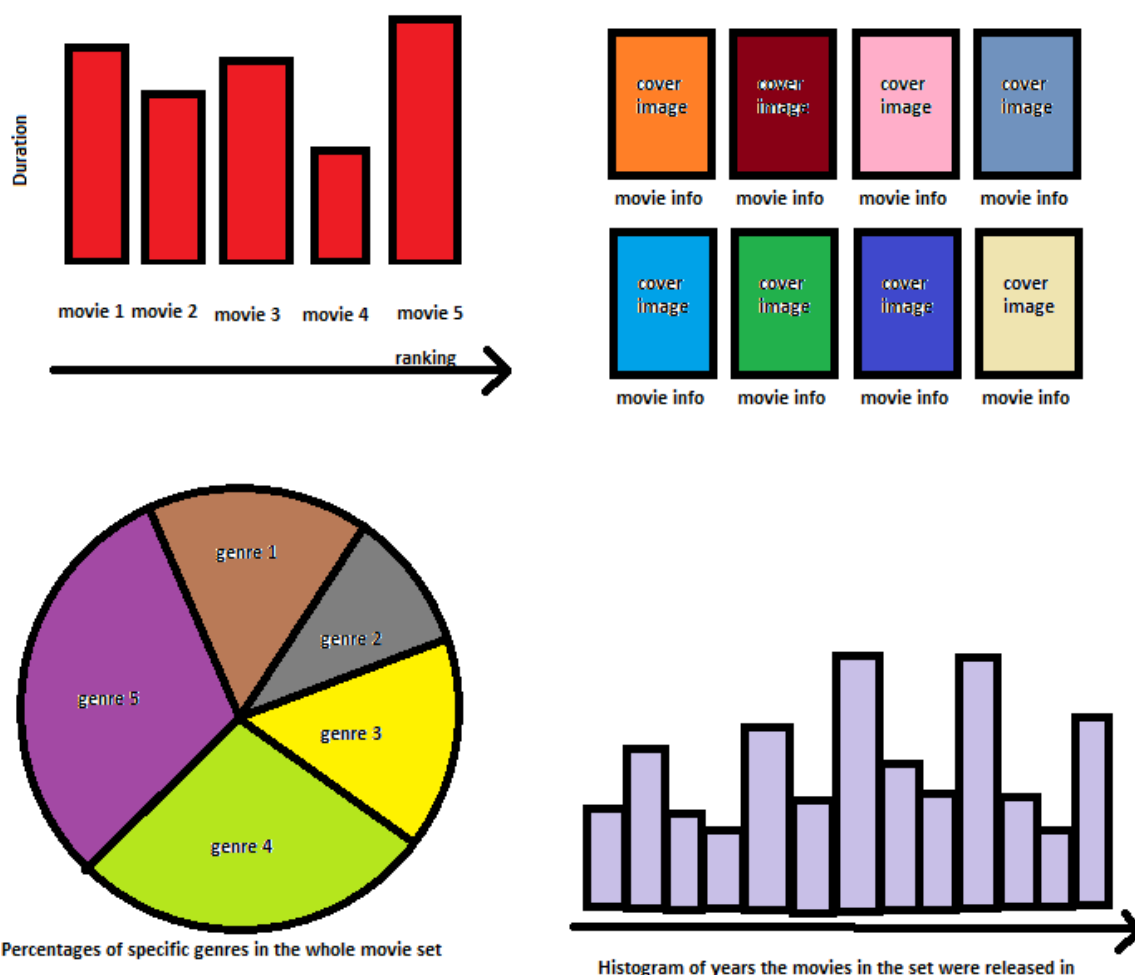 Duration
movie 1
movie 2
movie 3
movie 4
movie 5
ranking
cover
image
cover
image
cover
image
cover
image
movie info
movie info
movie info
movie info
cover
image
cover
image
cover
image
cover
image
movie info
movie info
movie info
movie info
genre 1
genre 2
genre 3
genre 4
genre 5
Percentages of specific genres in the whole movie set
Histogram of years the movies in the set were released in